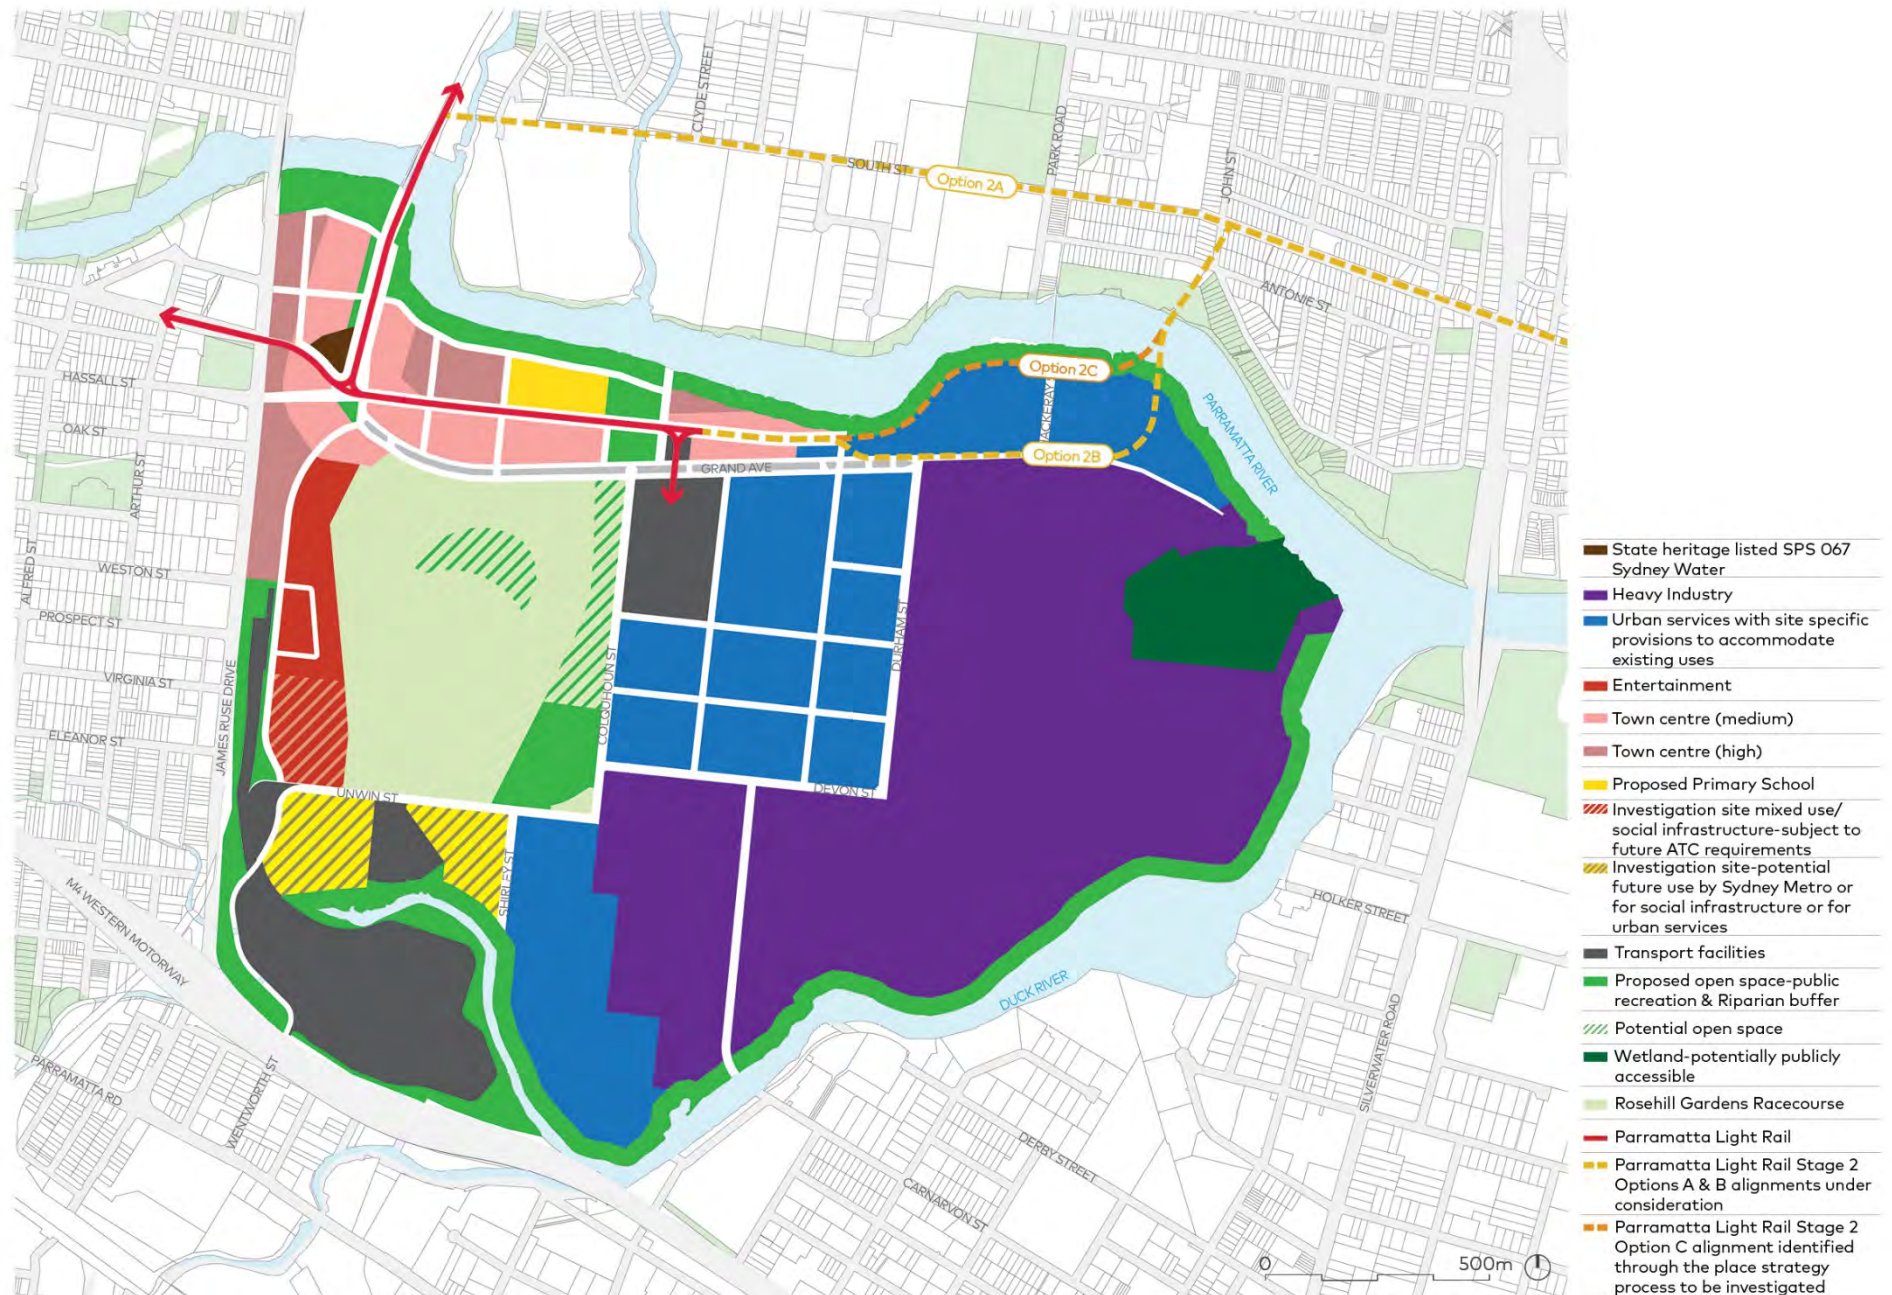 CLYDE STREET
PARK ROAD
JOHN ST
SOUTH ST
Option 2A
ANTONIE ST
HASSALL ST
Option 2C
PARRAMATTA RIVER
OAK ST
ARTHUR ST
GRAND AVE
Option 2B
ALFRED ST
WESTON ST
PROSPECT ST
VIRGINIA ST
ELEANOR ST
JAMES RUSE DRIVE
COLQUHOUN ST
DURHAM ST
UNWIN ST
DEVON ST
SHIRLEY ST
M4 WESTERN MOTORWAY
HOLKER STREET
DUCK RIVER
SILVERWATER ROAD
PARRAMATTA RD
WENTWORTH ST
DERBY STREET
CARNARVON ST
0 500m
State heritage listed SPS 067
Sydney Water
Heavy Industry
Urban services with site specific
provisions to accommodate
existing uses
Entertainment
Town centre (medium)
Town centre (high)
Proposed Primary School
Investigation site mixed use/
social infrastructure-subject to
future ATC requirements
Investigation site-potential
future use by Sydney Metro or
for social infrastructure or for
urban services
Transport facilities
Proposed open space-public
recreation & Riparian buffer
Potential open space
Wetland-potentially publicly
accessible
Rosehill Gardens Racecourse
Parramatta Light Rail
Parramatta Light Rail Stage 2
Options A & B alignments under
consideration
Parramatta Light Rail Stage 2
Option C alignment identified
through the place strategy
process to be investigated